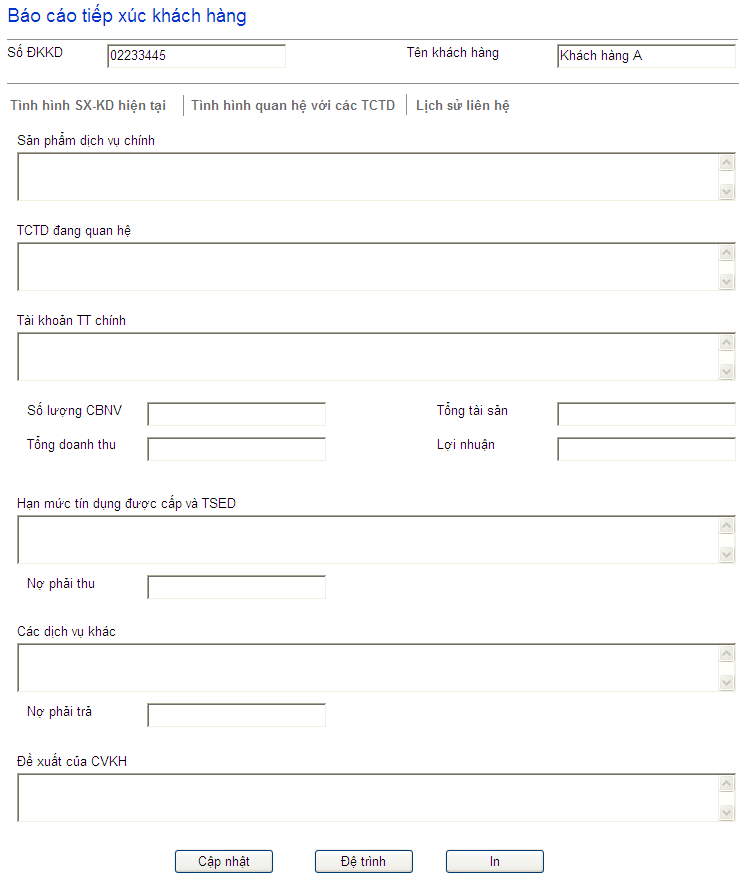 Báo cáo tiếp xúc khách hàng
Số ĐKKD 02233445 Tên khách hàng Khách hàng A
Tình hình SX-KD hiện tại Tình hình quan hệ với các TCTD Lịch sử liên hệ
Sản phẩm dịch vụ chính
TCTD đang quan hệ
Tài khoản TT chính
Số lượng CBNV Tổng tài sản
Tổng doanh thu Lợi nhuận
Hạn mức tín dụng được cấp và TSED
Nợ phải thu
Các dịch vụ khác
Nợ phải trả
Đề xuất của CVKH
Cập nhật Đệ trình In